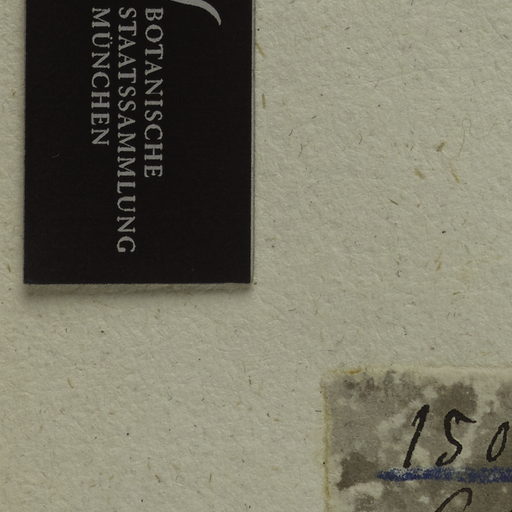 BOTANISCHE
STAATSSAMMLUNG
MÜNCHEN
150